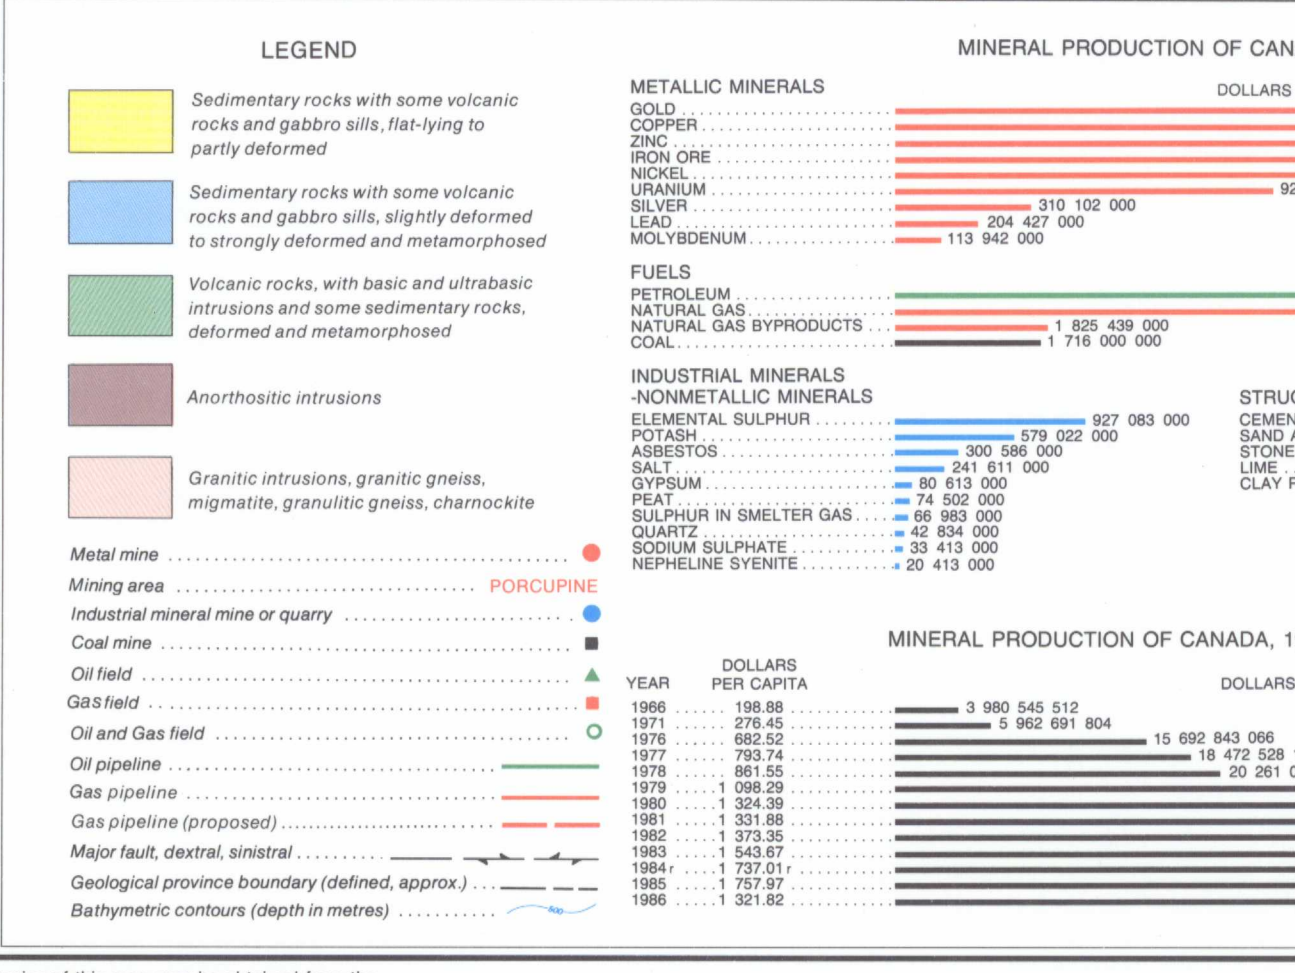 LEGEND
Sedimentary rocks with some volcanic
rocks and gabbro sills, flat-lying to
partly deformed
Sedimentary rocks with some volcanic
rocks and gabbro sills, slightly deformed
to strongly deformed and metamorphosed
Volcanic rocks, with basic and ultrabasic
intrusions and some sedimentary rocks,
deformed and metamorphosed
Anorthositic intrusions
Granitic intrusions, granitic gneiss,
migmatite, granulitic gneiss, charnockite
Metal mine
Mining area PORCUPINE
Industrial mineral mine or quarry
Coal mine
Oil field
Gas field
Oil and Gas field
Oil pipeline
Gas pipeline
Gas pipeline (proposed)
Major fault, dextral, sinistral
Geological province boundary (defined, approx.)
Bathymetric contours (depth in metres)
MINERAL PRODUCTION OF CAN
METALLIC MINERALS DOLLARS
GOLD
COPPER
ZINC
IRON ORE
NICKEL
URANIUM 92
SILVER 310 102 000
LEAD 204 427 000
MOLYBDENUM 113 942 000
FUELS
PETROLEUM
NATURAL GAS
NATURAL GAS BYPRODUCTS 1 825 439 000
COAL 1 716 000 000
INDUSTRIAL MINERALS
-NONMETALLIC MINERALS
ELEMENTAL SULPHUR 927 083 000
POTASH 579 022 000
ASBESTOS 300 586 000
SALT 241 611 000
GYPSUM 80 613 000
PEAT 74 502 000
SULPHUR IN SMELTER GAS 66 983 000
QUARTZ 42 834 000
SODIUM SULPHATE 33 413 000
NEPHELINE SYENITE 20 413 000
STRUC
CEMEN
SAND A
STONE
LIME
CLAY P
MINERAL PRODUCTION OF CANADA, 1
YEAR DOLLARS PER CAPITA DOLLARS
1966 198.88 3 980 545 512
1971 276.45 5 962 691 804
1976 682.52 15 692 843 066
1977 793.74 18 472 528
1978 861.55 20 261
1979 1 098.29
1980 1 324.39
1981 1 331.88
1982 1 373.35
1983 1 543.67
1984r 1 737.01r
1985 1 757.97
1986 1 321.82